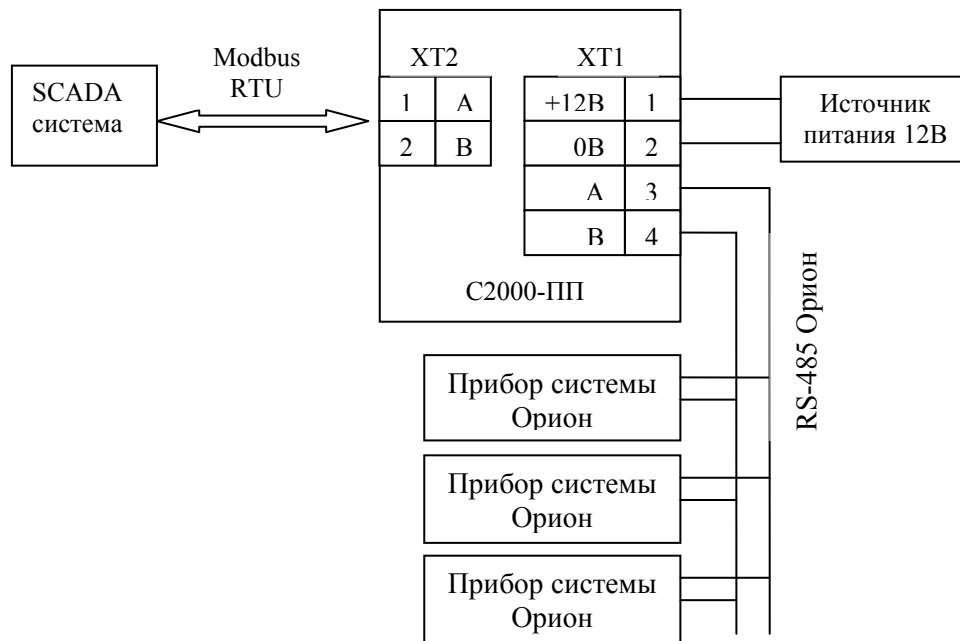 Modbus
RTU
SCADA
система
XT2
XT1
1 A
2 B
+12В 1
0В 2
A 3
B 4
С2000-ПП
Источник
питания 12В
RS-485 Орион
Прибор системы
Орион
Прибор системы
Орион
Прибор системы
Орион